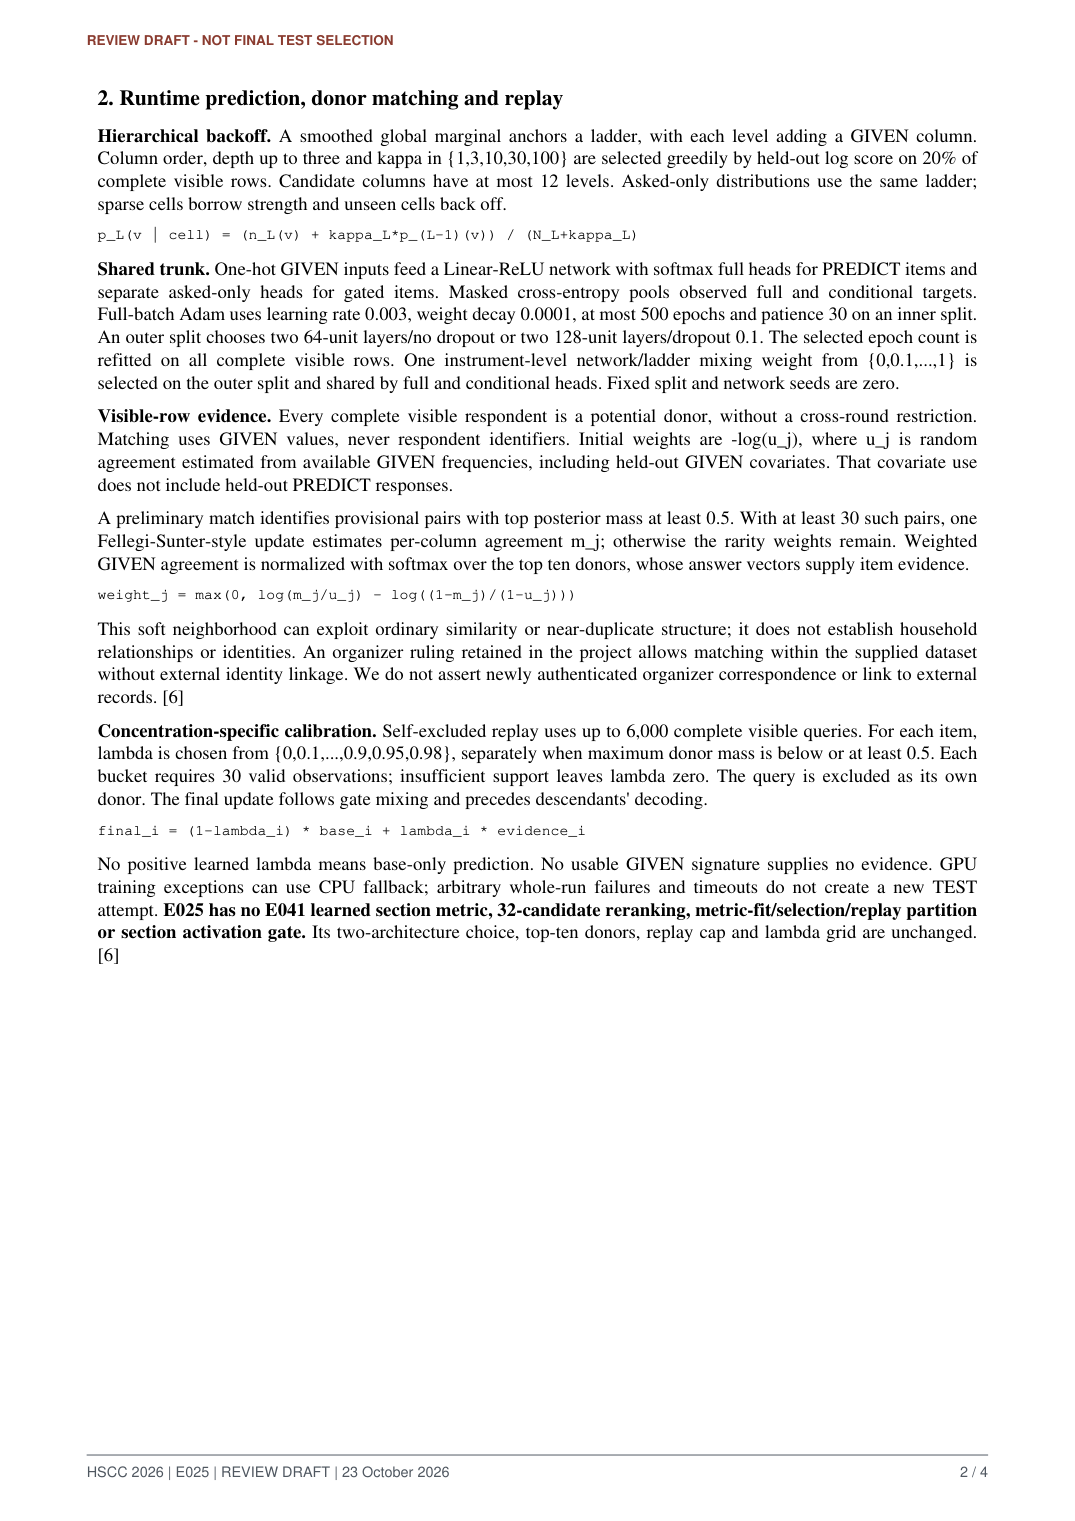 REVIEW DRAFT - NOT FINAL TEST SELECTION
2. Runtime prediction, donor matching and replay
Hierarchical backoff. A smoothed global marginal anchors a ladder, with each level adding a GIVEN column.
Column order, depth up to three and kappa in {1,3,10,30,100} are selected greedily by held-out log score on 20% of
complete visible rows. Candidate columns have at most 12 levels. Asked-only distributions use the same ladder;
sparse cells borrow strength and unseen cells back off.
p_L(v | cell) = (n_L(v) + kappa_L*p_(L-1)(v)) / (N_L+kappa_L)
Shared trunk. One-hot GIVEN inputs feed a Linear-ReLU network with softmax full heads for PREDICT items and
separate asked-only heads for gated items. Masked cross-entropy pools observed full and conditional targets.
Full-batch Adam uses learning rate 0.003, weight decay 0.0001, at most 500 epochs and patience 30 on an inner split.
An outer split chooses two 64-unit layers/no dropout or two 128-unit layers/dropout 0.1. The selected epoch count is
refitted on all complete visible rows. One instrument-level network/ladder mixing weight from {0,0.1,...,1} is
selected on the outer split and shared by full and conditional heads. Fixed split and network seeds are zero.
Visible-row evidence. Every complete visible respondent is a potential donor, without a cross-round restriction.
Matching uses GIVEN values, never respondent identifiers. Initial weights are -log(u_j), where u_j is random
agreement estimated from available GIVEN frequencies, including held-out GIVEN covariates. That covariate use
does not include held-out PREDICT responses.
A preliminary match identifies provisional pairs with top posterior mass at least 0.5. With at least 30 such pairs, one
Fellegi-Sunter-style update estimates per-column agreement m_j; otherwise the rarity weights remain. Weighted
GIVEN agreement is normalized with softmax over the top ten donors, whose answer vectors supply item evidence.
weight_j = max(0, log(m_j/u_j) - log((1-m_j)/(1-u_j)))
This soft neighborhood can exploit ordinary similarity or near-duplicate structure; it does not establish household
relationships or identities. An organizer ruling retained in the project allows matching within the supplied dataset
without external identity linkage. We do not assert newly authenticated organizer correspondence or link to external
records. [6]
Concentration-specific calibration. Self-excluded replay uses up to 6,000 complete visible queries. For each item,
lambda is chosen from {0,0.1,...,0.9,0.95,0.98}, separately when maximum donor mass is below or at least 0.5. Each
bucket requires 30 valid observations; insufficient support leaves lambda zero. The query is excluded as its own
donor. The final update follows gate mixing and precedes descendants' decoding.
final_i = (1-lambda_i) * base_i + lambda_i * evidence_i
No positive learned lambda means base-only prediction. No usable GIVEN signature supplies no evidence. GPU
training exceptions can use CPU fallback; arbitrary whole-run failures and timeouts do not create a new TEST
attempt. E025 has no E041 learned section metric, 32-candidate reranking, metric-fit/selection/replay partition
or section activation gate. Its two-architecture choice, top-ten donors, replay cap and lambda grid are unchanged.
[6]
HSCC 2026 | E025 | REVIEW DRAFT | 23 October 2026
2 / 4